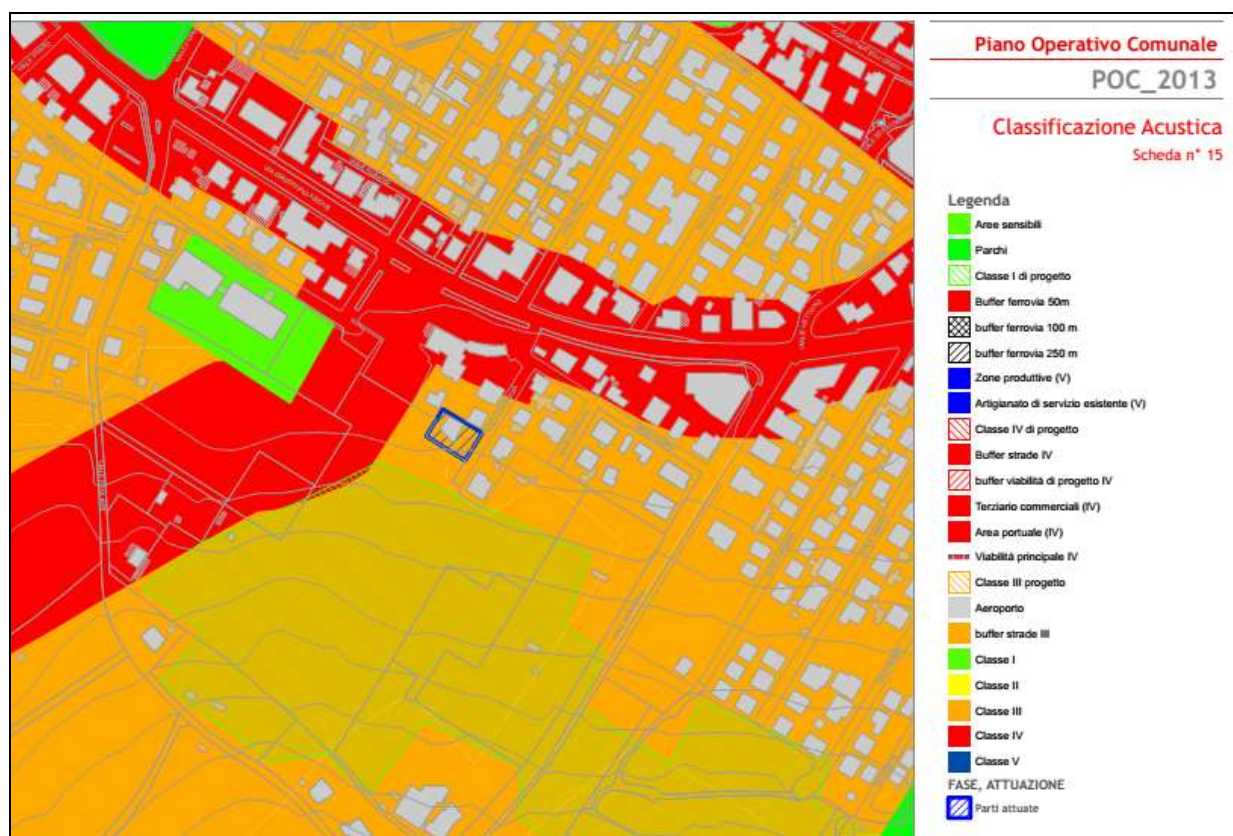 Piano Operativo Comunale
POC_2013
Classificazione Acustica
Scheda n° 15
Legenda
Aree sensibili
Parchi
Classe I di progetto
Buffer ferrovia 50m
buffer ferrovia 100 m
buffer ferrovia 250 m
Zone produttive (V)
Artigianato di servizio esistente (V)
Classe IV di progetto
Buffer strade IV
buffer viabilità di progetto IV
Terziario commerciali (IV)
Area portuale (IV)
Viabilità principale IV
Classe III progetto
Aeroporto
buffer strade III
Classe I
Classe II
Classe III
Classe IV
Classe V
FASE, ATTUAZIONE
Parti attuate